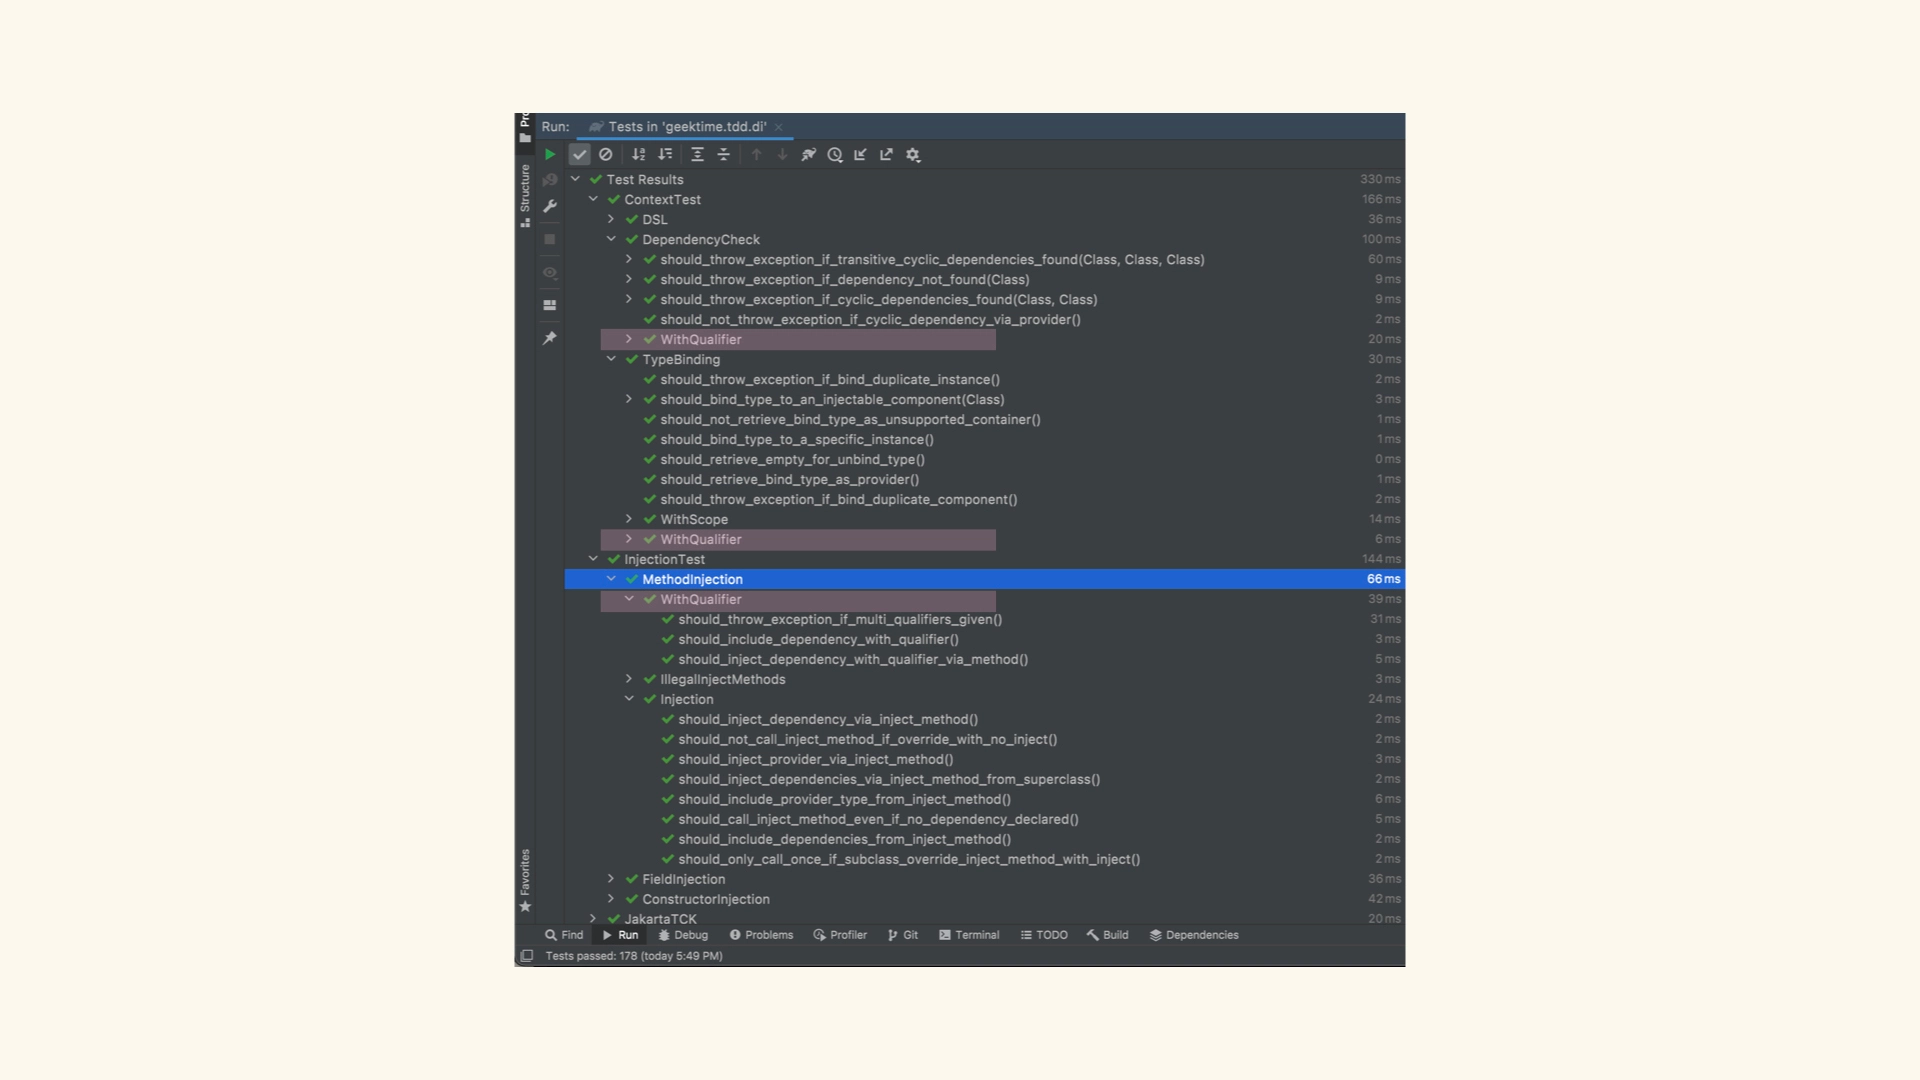 Pro
Structure
Favorites
Run: Tests in 'geektime.tdd.di'
Test Results 330 ms
ContextTest 166 ms
DSL 36 ms
DependencyCheck 100 ms
should_throw_exception_if_transitive_cyclic_dependencies_found(Class, Class, Class) 60 ms
should_throw_exception_if_dependency_not_found(Class) 9 ms
should_throw_exception_if_cyclic_dependencies_found(Class, Class) 9 ms
should_not_throw_exception_if_cyclic_dependency_via_provider() 2 ms
WithQualifier 20 ms
TypeBinding 30 ms
should_throw_exception_if_bind_duplicate_instance() 2 ms
should_bind_type_to_an_injectable_component(Class) 3 ms
should_not_retrieve_bind_type_as_unsupported_container() 1 ms
should_bind_type_to_a_specific_instance() 1 ms
should_retrieve_empty_for_unbind_type() 0 ms
should_retrieve_bind_type_as_provider() 1 ms
should_throw_exception_if_bind_duplicate_component() 2 ms
WithScope 14 ms
WithQualifier 6 ms
InjectionTest 144 ms
MethodInjection 66 ms
WithQualifier 39 ms
should_throw_exception_if_multi_qualifiers_given() 31 ms
should_include_dependency_with_qualifier() 3 ms
should_inject_dependency_with_qualifier_via_method() 5 ms
IllegalInjectMethods 3 ms
Injection 24 ms
should_inject_dependency_via_inject_method() 2 ms
should_not_call_inject_method_if_override_with_no_inject() 2 ms
should_inject_provider_via_inject_method() 3 ms
should_inject_dependencies_via_inject_method_from_superclass() 2 ms
should_include_provider_type_from_inject_method() 6 ms
should_call_inject_method_even_if_no_dependency_declared() 5 ms
should_include_dependencies_from_inject_method() 2 ms
should_only_call_once_if_subclass_override_inject_method_with_inject() 2 ms
FieldInjection 36 ms
ConstructorInjection 42 ms
JakartaTCK 20 ms
Find Run Debug Problems Profiler Git Terminal TODO Build Dependencies
Tests passed: 178 (today 5:49 PM)